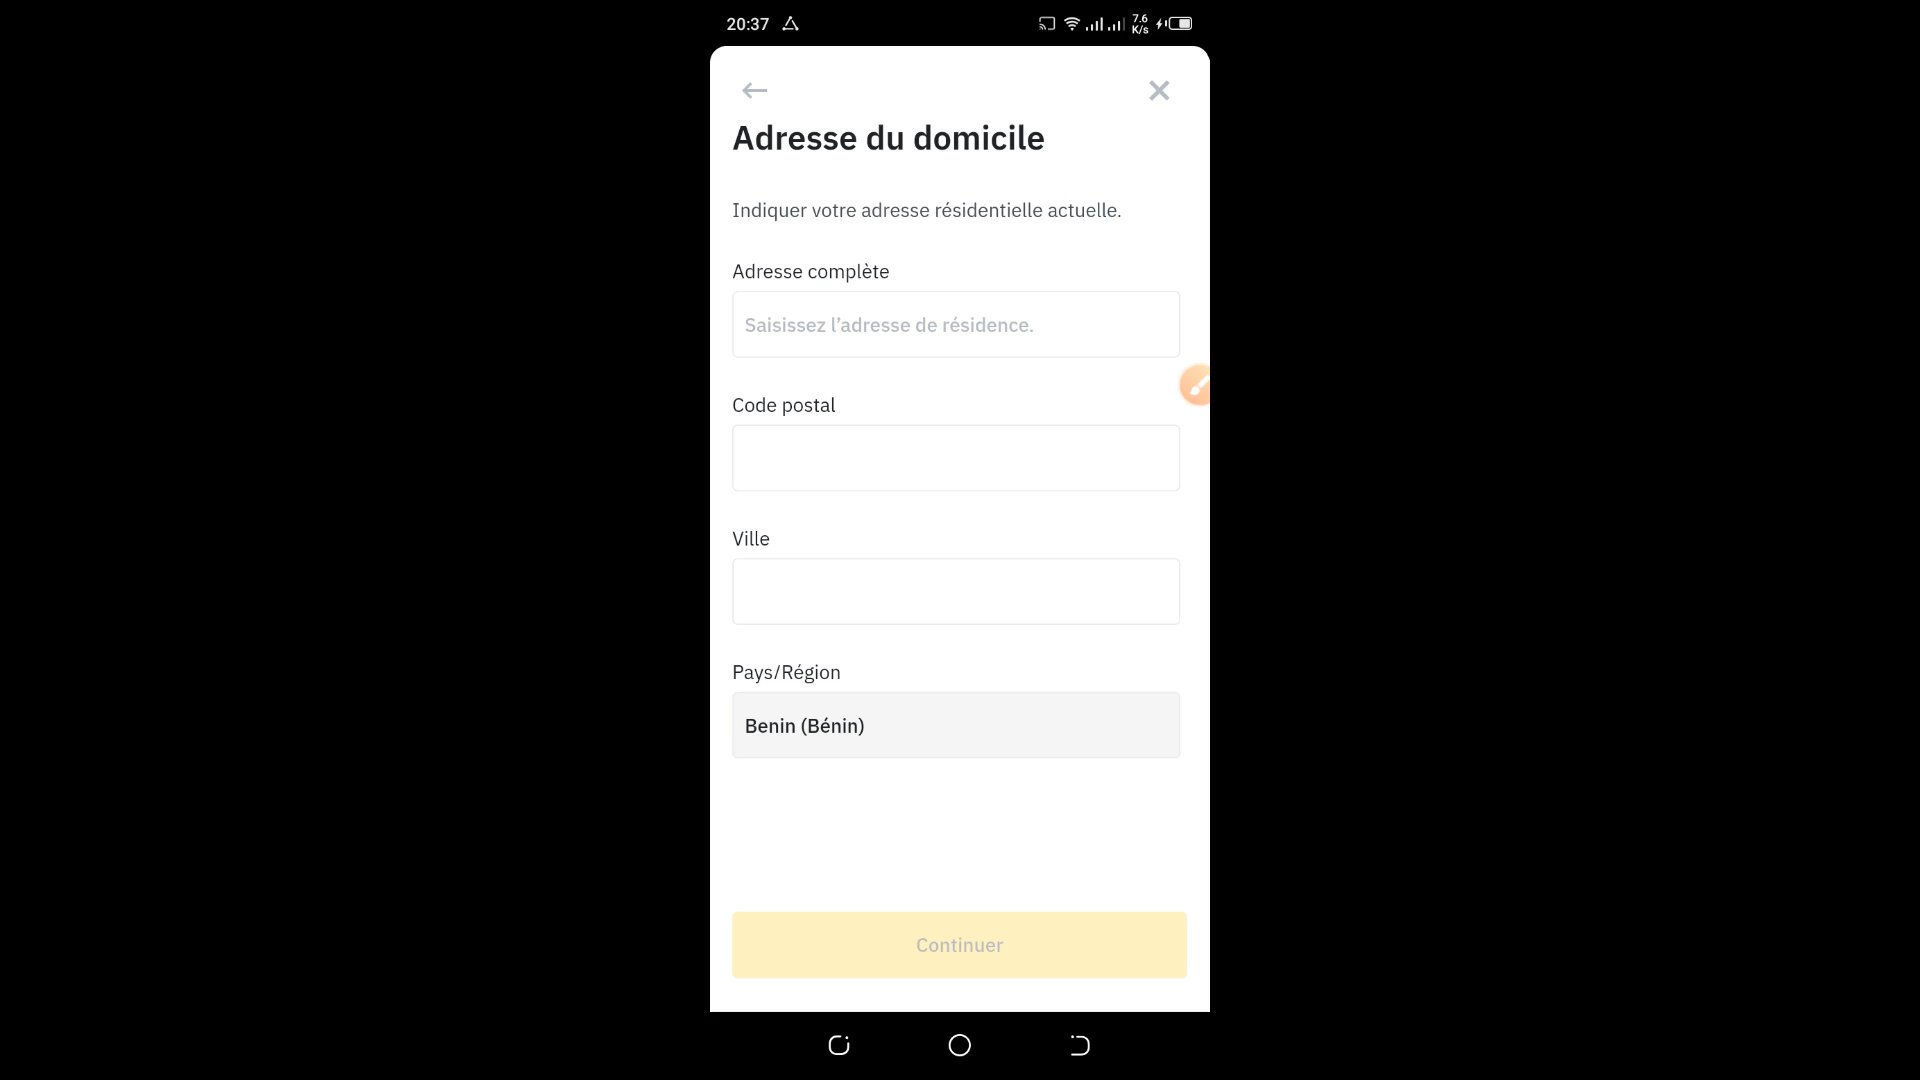 20:37
7.6
K/s
Adresse du domicile
Indiquer votre adresse résidentielle actuelle.
Adresse complète
Saisissez l’adresse de résidence.
Code postal
Ville
Pays/Région
Benin (Bénin)
Continuer